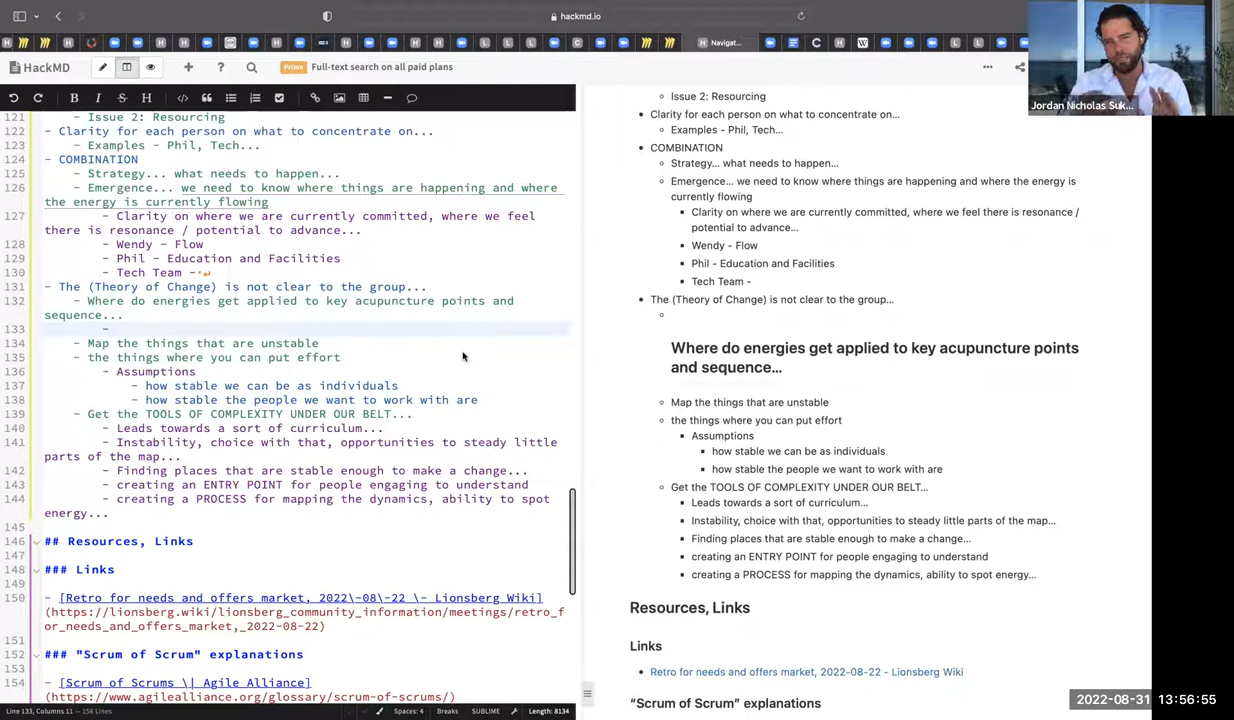 hackmd.io
Navigat...
HackMD
Prime Full-text search on all paid plans
Jordan Nicholas Suk...
121 - Issue 2: Resourcing
122 - Clarity for each person on what to concentrate on...
123 - Examples - Phil, Tech...
124 - COMBINATION
125 - Strategy... what needs to happen...
126 - Emergence... we need to know where things are happening and where
the energy is currently flowing
127 - Clarity on where we are currently committed, where we feel
there is resonance / potential to advance...
128 - Wendy - Flow
129 - Phil - Education and Facilities
130 - Tech Team -
131 - The (Theory of Change) is not clear to the group...
132 - Where do energies get applied to key acupuncture points and
sequence...
133 -
134 - Map the things that are unstable
135 - the things where you can put effort
136 - Assumptions
137 - how stable we can be as individuals
138 - how stable the people we want to work with are
139 - Get the TOOLS OF COMPLEXITY UNDER OUR BELT...
140 - Leads towards a sort of curriculum...
141 - Instability, choice with that, opportunities to steady little
parts of the map...
142 - Finding places that are stable enough to make a change...
143 - creating an ENTRY POINT for people engaging to understand
144 - creating a PROCESS for mapping the dynamics, ability to spot
energy...
145
146 ## Resources, Links
147
148 ### Links
149
150 - [Retro for needs and offers market, 2022\-08\-22 \- Lionsberg Wiki]
(https://lionsberg.wiki/lionsberg_community_information/meetings/retro_f
or_needs_and_offers_market,_2022-08-22)
151
152 ### "Scrum of Scrum" explanations
153
154 - [Scrum of Scrums \| Agile Alliance]
(https://www.agilealliance.org/glossary/scrum-of-scrums/)
Line 133, Columns 11 — 156 Lines
Spaces: 4
Breaks
SUBLIME
Length: 8134
Issue 2: Resourcing
Clarity for each person on what to concentrate on…
Examples - Phil, Tech…
COMBINATION
Strategy… what needs to happen…
Emergence… we need to know where things are happening and where the energy is
currently flowing
Clarity on where we are currently committed, where we feel there is resonance /
potential to advance…
Wendy - Flow
Phil - Education and Facilities
Tech Team -
The (Theory of Change) is not clear to the group…
Where do energies get applied to key acupuncture points
and sequence…
Map the things that are unstable
the things where you can put effort
Assumptions
how stable we can be as individuals
how stable the people we want to work with are
Get the TOOLS OF COMPLEXITY UNDER OUR BELT…
Leads towards a sort of curriculum…
Instability, choice with that, opportunities to steady little parts of the map…
Finding places that are stable enough to make a change…
creating an ENTRY POINT for people engaging to understand
creating a PROCESS for mapping the dynamics, ability to spot energy…
Resources, Links
Links
Retro for needs and offers market, 2022-08-22 - Lionsberg Wiki
“Scrum of Scrum” explanations
2022-08-31 13:56:55